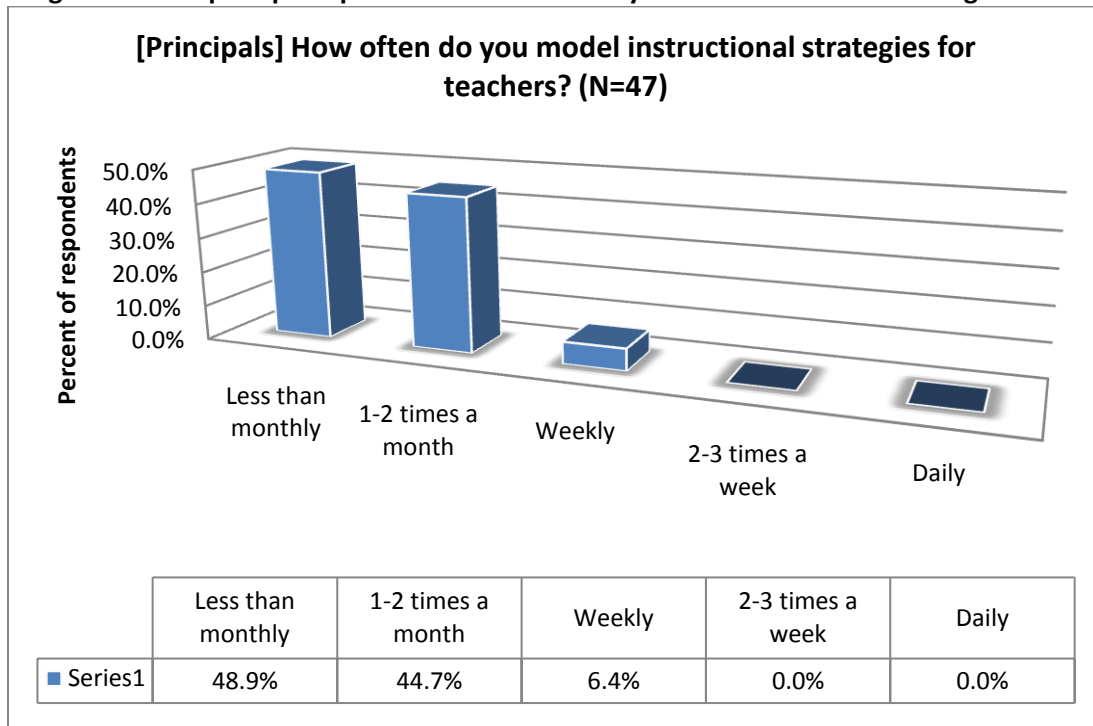 [Principals] How often do you model instructional strategies for
teachers? (N=47)
Percent of respondents
50.0%
40.0%
30.0%
20.0%
10.0%
0.0%
Less than
monthly
1-2 times a
month
Weekly
2-3 times a
week
Daily
Less than
monthly
1-2 times a
month
Weekly
2-3 times a
week
Daily
Series1 48.9% 44.7% 6.4% 0.0% 0.0%